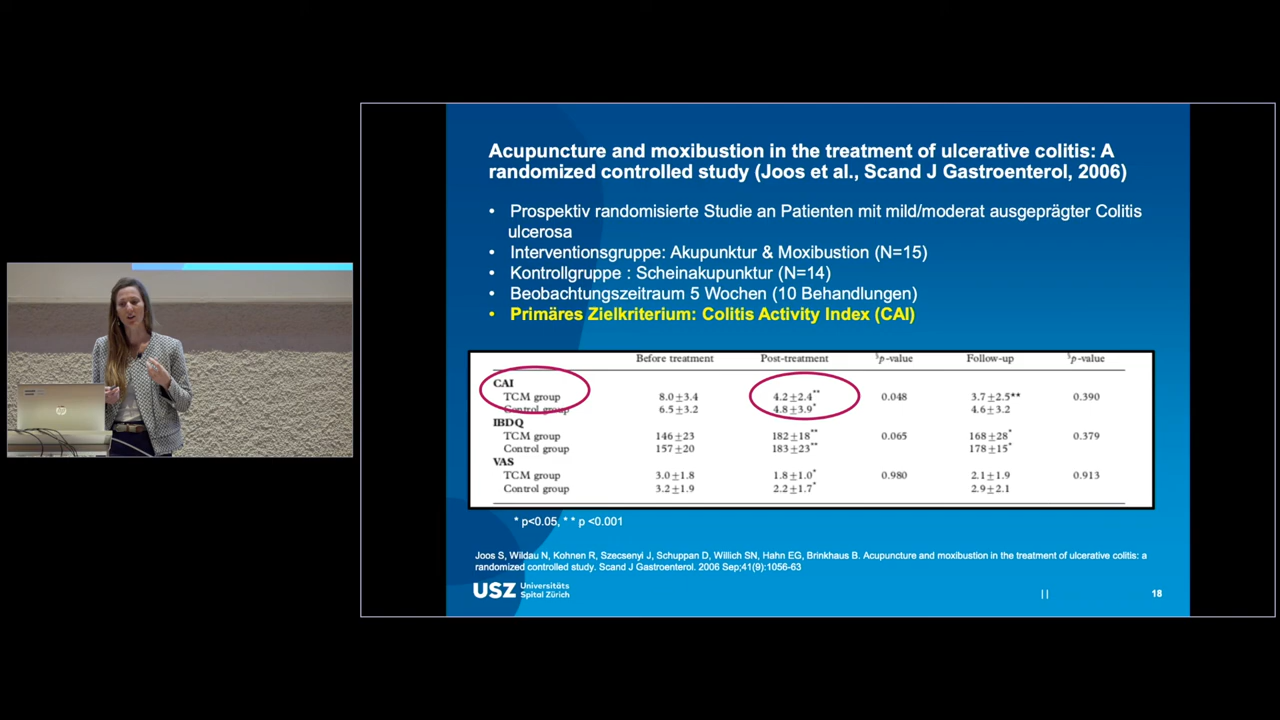 Acupuncture and moxibustion in the treatment of ulcerative colitis: A
randomized controlled study (Joos et al., Scand J Gastroenterol, 2006)
• Prospektiv randomisierte Studie an Patienten mit mild/moderat ausgeprägter Colitis
ulcerosa
• Interventionsgruppe: Akupunktur & Moxibustion (N=15)
• Kontrollgruppe : Scheinakupunktur (N=14)
• Beobachtungszeitraum 5 Wochen (10 Behandlungen)
• Primäres Zielkriterium: Colitis Activity Index (CAI)
Before treatment Post-treatment §p-value Follow-up §p-value
CAI
TCM group 8.0±3.4 4.2±2.4** 0.048 3.7±2.5** 0.390
Control group 6.5±3.2 4.8±3.9* 4.6±3.2
IBDQ
TCM group 146±23 182±18** 0.065 168±28* 0.379
Control group 157±20 183±23** 178±15*
VAS
TCM group 3.0±1.8 1.8±1.0* 0.980 2.1±1.9 0.913
Control group 3.2±1.9 2.2±1.7* 2.9±2.1
* p<0.05, * * p <0.001
Joos S, Wildau N, Kohnen R, Szecsenyi J, Schuppan D, Willich SN, Hahn EG, Brinkhaus B. Acupuncture and moxibustion in the treatment of ulcerative colitis: a
randomized controlled study. Scand J Gastroenterol. 2006 Sep;41(9):1056-63
USZ Universitäts
Spital Zürich
| | 18
hp